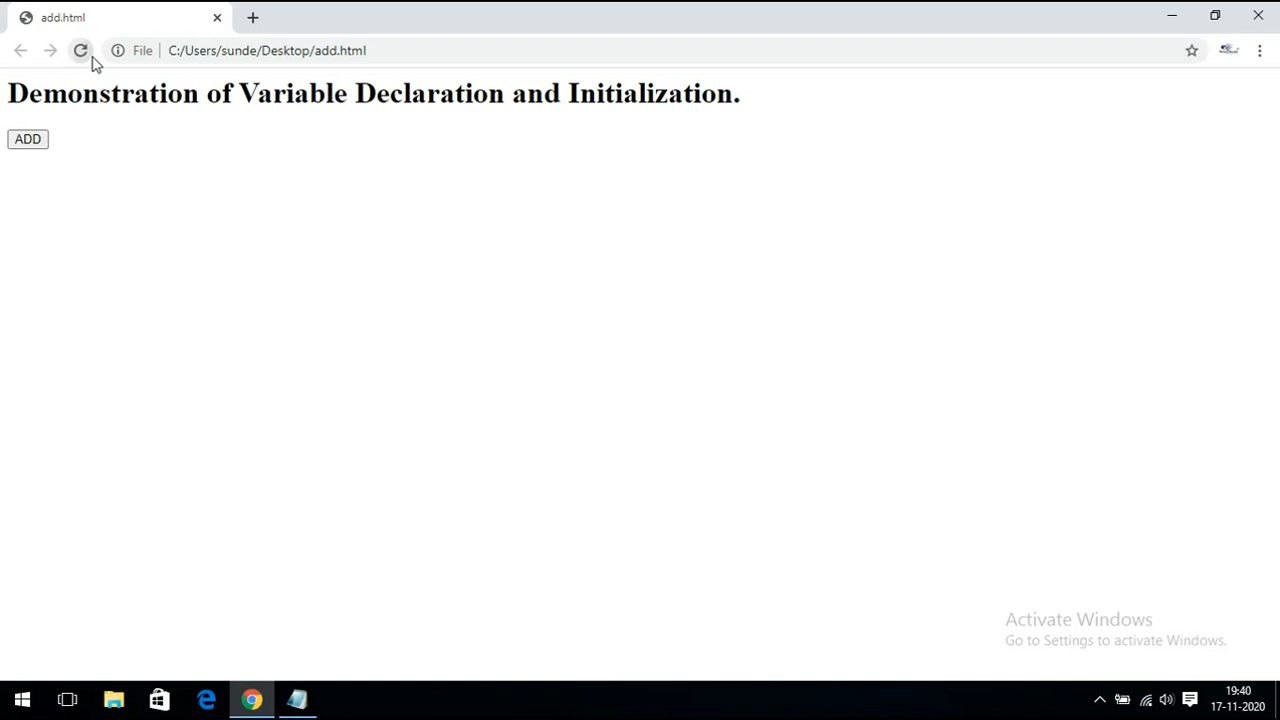 add.html
File
C:/Users/sunde/Desktop/add.html
Demonstration of Variable Declaration and Initialization.
ADD
Activate Windows
Go to Settings to activate Windows.
19:40
17-11-2020